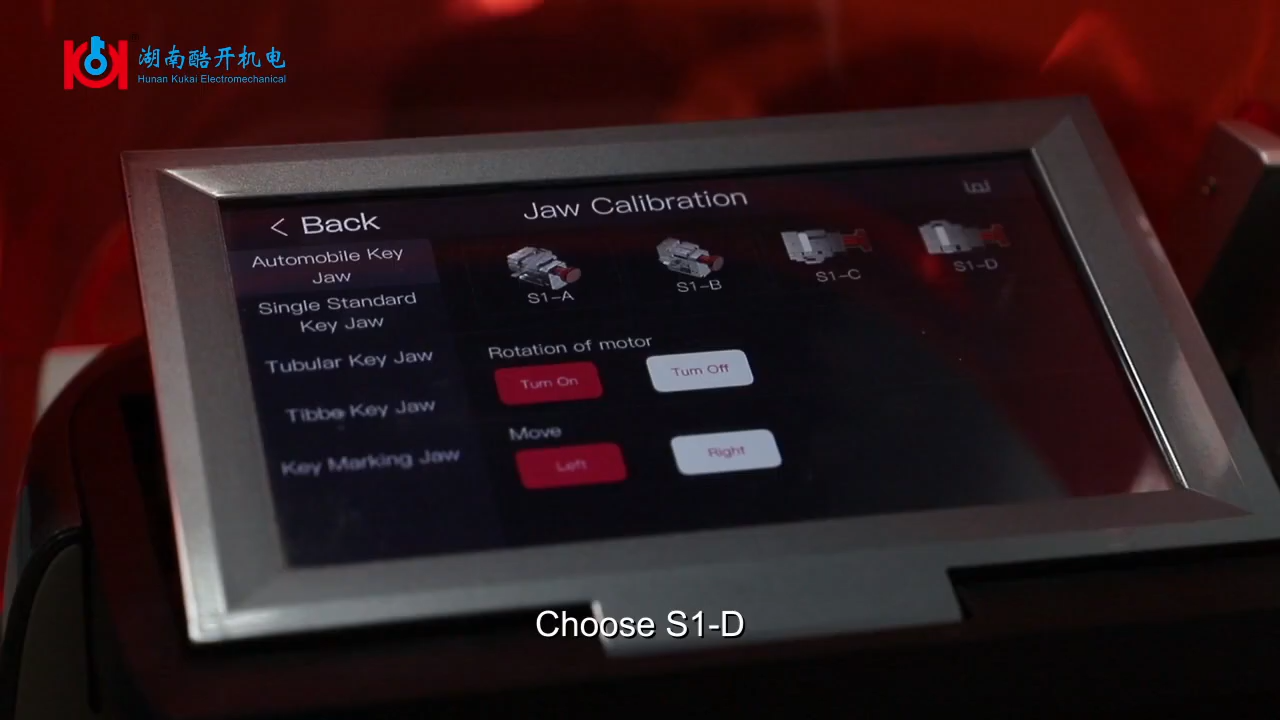 湖南酷开机电
Hunan Kukai Electromechanical
Back
Jaw Calibration
Automobile Key
Jaw
Single Standard
Key Jaw
Tubular Key Jaw
Tibbe Key Jaw
Key Marking Jaw
S1-A
S1-B
S1-C
S1-D
Rotation of motor
Turn On
Turn Off
Move
Left
Right
Choose S1-D